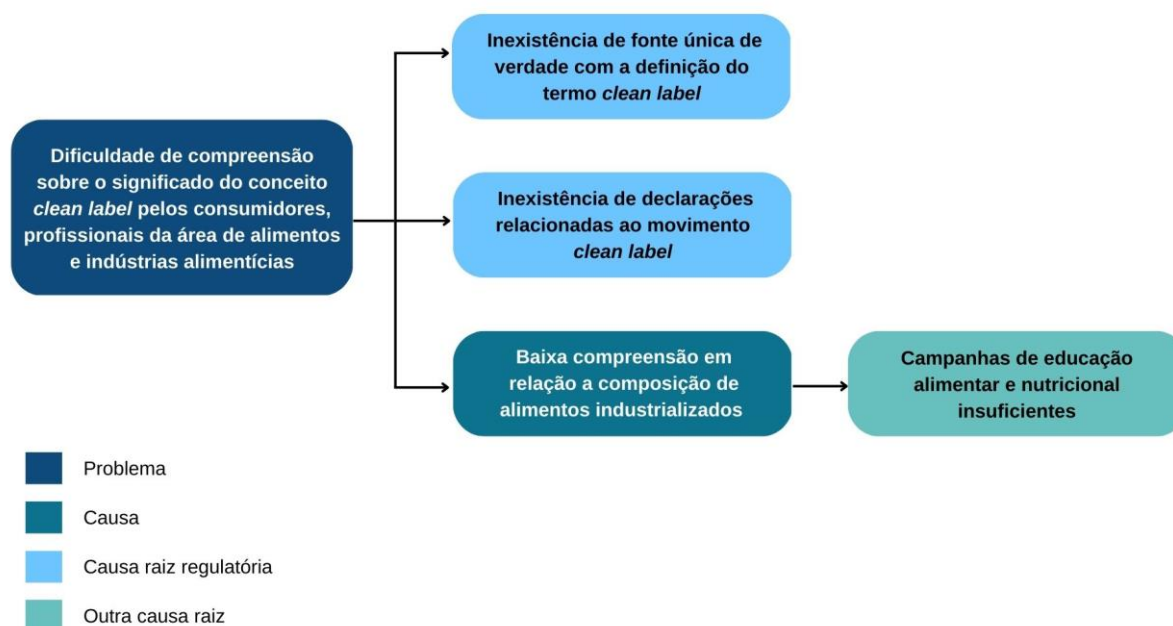 Inexistência de fonte única de
verdade com a definição do
termo clean label
Dificuldade de compreensão
sobre o significado do conceito
clean label pelos consumidores,
profissionais da área de alimentos
e indústrias alimentícias
Inexistência de declarações
relacionadas ao movimento
clean label
Baixa compreensão em
relação a composição de
alimentos industrializados
Campanhas de educação
alimentar e nutricional
insuficientes
Problema
Causa
Causa raiz regulatória
Outra causa raiz